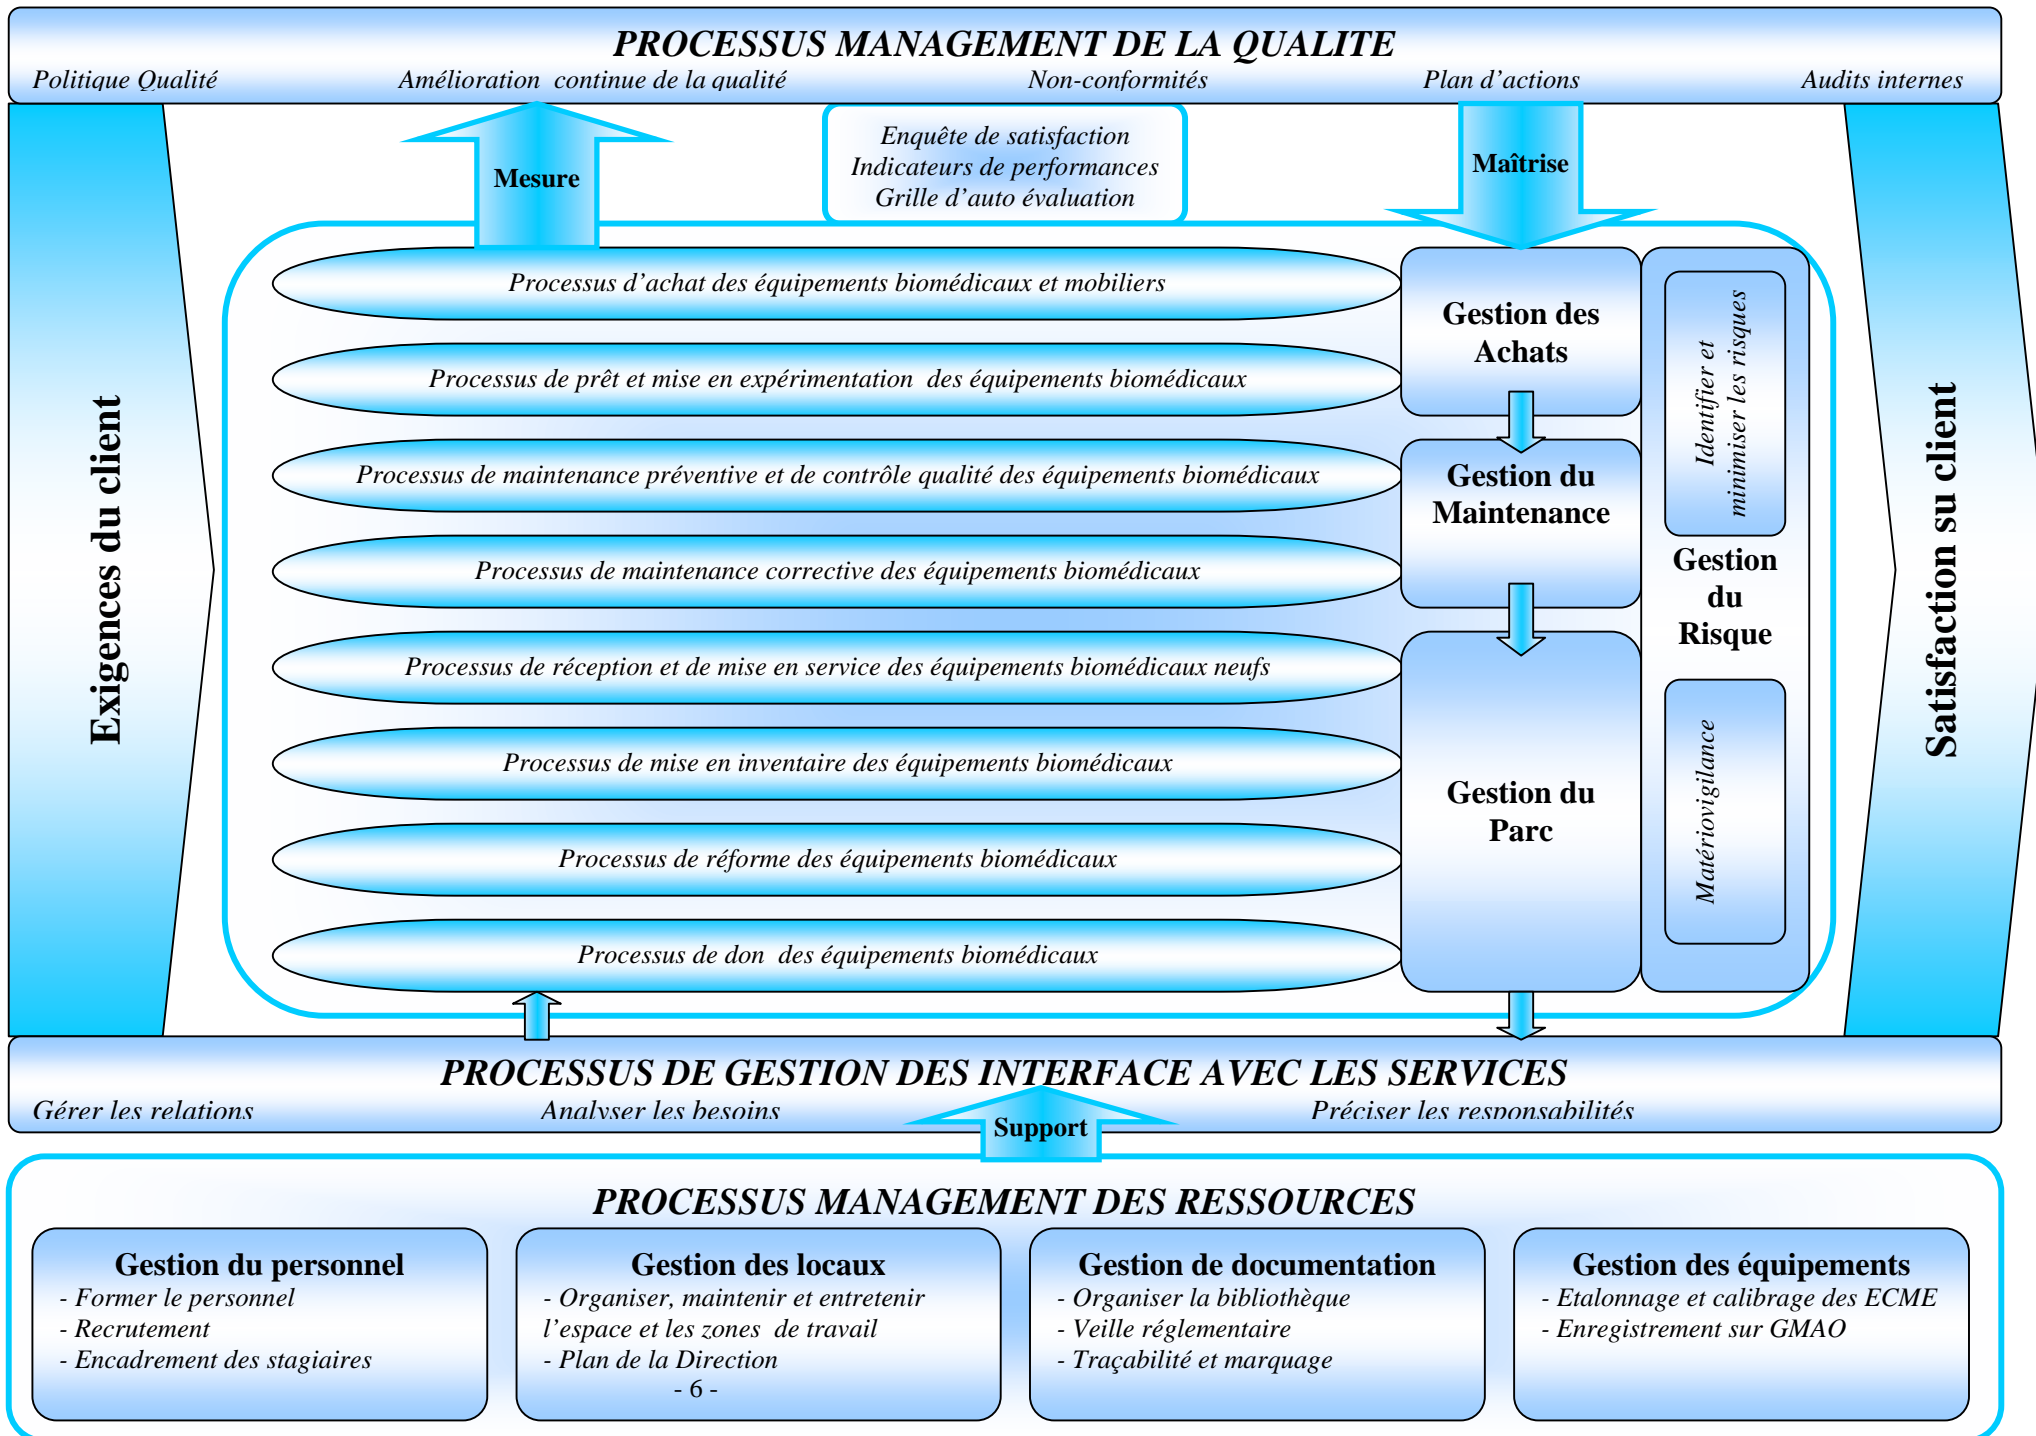 PROCESSUS MANAGEMENT DE LA QUALITE
Politique Qualité Amélioration continue de la qualité Non-conformités Plan d’actions Audits internes
Enquête de satisfaction
Indicateurs de performances
Grille d’auto évaluation
Mesure
Maîtrise
Exigences du client
Processus d’achat des équipements biomédicaux et mobiliers
Processus de prêt et mise en expérimentation des équipements biomédicaux
Processus de maintenance préventive et de contrôle qualité des équipements biomédicaux
Processus de maintenance corrective des équipements biomédicaux
Processus de réception et de mise en service des équipements biomédicaux neufs
Processus de mise en inventaire des équipements biomédicaux
Processus de réforme des équipements biomédicaux
Processus de don des équipements biomédicaux
Gestion des
Achats
Gestion du
Maintenance
Gestion du
Parc
Identifier et
minimiser les risques
Gestion
du
Risque
Matériovigilance
Satisfaction su client
PROCESSUS DE GESTION DES INTERFACE AVEC LES SERVICES
Gérer les relations Analyser les besoins Préciser les responsabilités
Support
PROCESSUS MANAGEMENT DES RESSOURCES
Gestion du personnel
- Former le personnel
- Recrutement
- Encadrement des stagiaires
Gestion des locaux
- Organiser, maintenir et entretenir
l’espace et les zones de travail
- Plan de la Direction
- 6 -
Gestion de documentation
- Organiser la bibliothèque
- Veille réglementaire
- Traçabilité et marquage
Gestion des équipements
- Etalonnage et calibrage des ECME
- Enregistrement sur GMAO